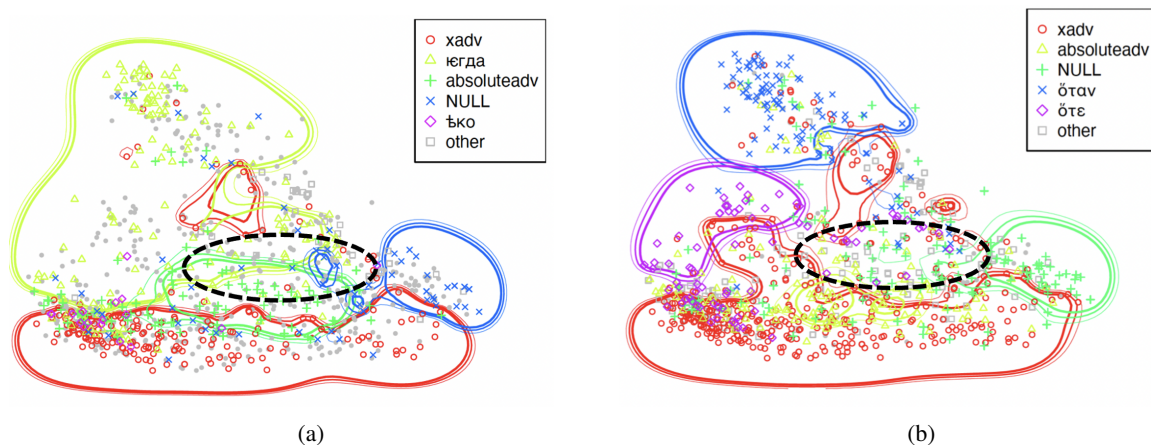 xadv
ѥгда
absoluteadv
NULL
ѣко
other
(a)
xadv
absoluteadv
NULL
ὅταν
ὅτε
other
(b)